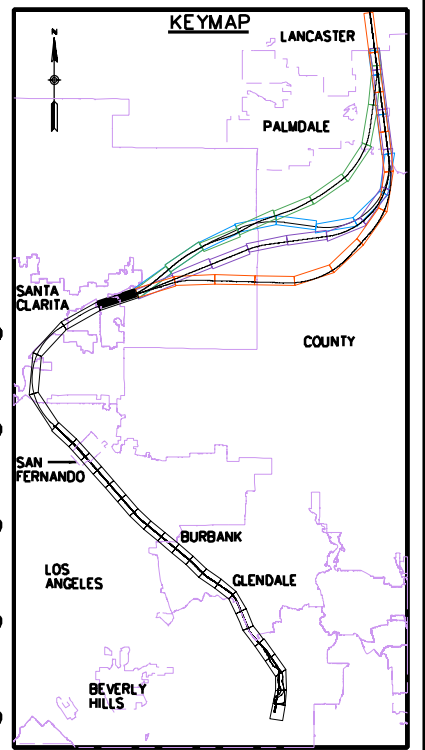 KEYMAP
N
LANCASTER
PALMDALE
SANTA
CLARITA
COUNTY
SAN
FERNANDO
BURBANK
LOS
ANGELES
GLENDALE
BEVERLY
HILLS